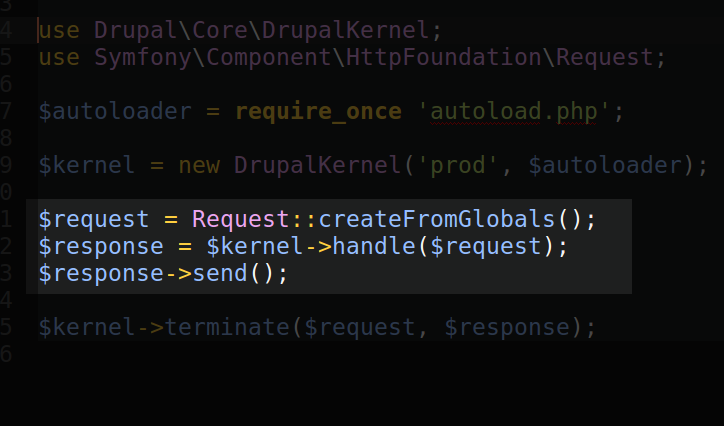 3
4 use Drupal\Core\DrupalKernel;
5 use Symfony\Component\HttpFoundation\Request;
6
7 $autoloader = require_once 'autoload.php';
8
9 $kernel = new DrupalKernel('prod', $autoloader);
0
1 $request = Request::createFromGlobals();
2 $response = $kernel->handle($request);
3 $response->send();
4
5 $kernel->terminate($request, $response);
6